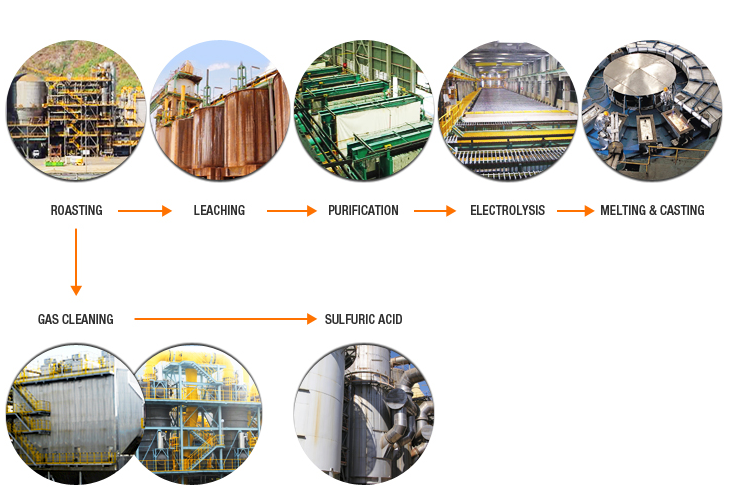 ROASTING
LEACHING
PURIFICATION
ELECTROLYSIS
MELTING & CASTING
GAS CLEANING
SULFURIC ACID